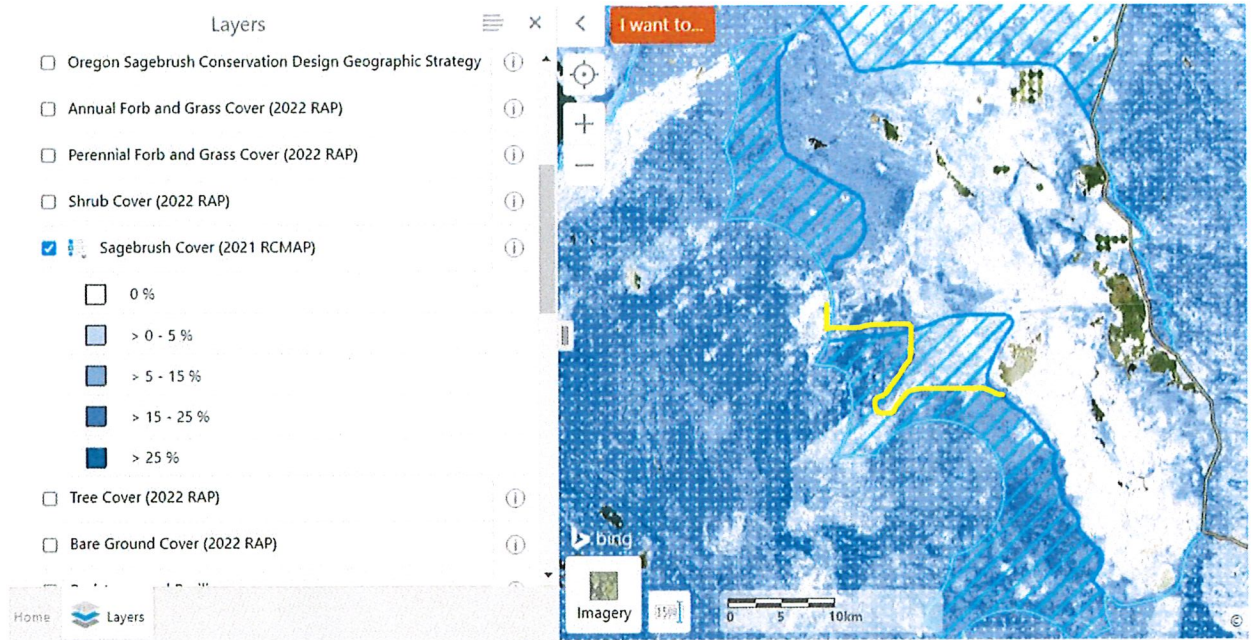 Layers
Oregon Sagebrush Conservation Design Geographic Strategy
Annual Forb and Grass Cover (2022 RAP)
Perennial Forb and Grass Cover (2022 RAP)
Shrub Cover (2022 RAP)
Sagebrush Cover (2021 RCMAP)
0 %
> 0 - 5 %
> 5 - 15 %
> 15 - 25 %
> 25 %
Tree Cover (2022 RAP)
Bare Ground Cover (2022 RAP)
Home
Layers
I want to...
bing
Imagery
0 5 10km
©